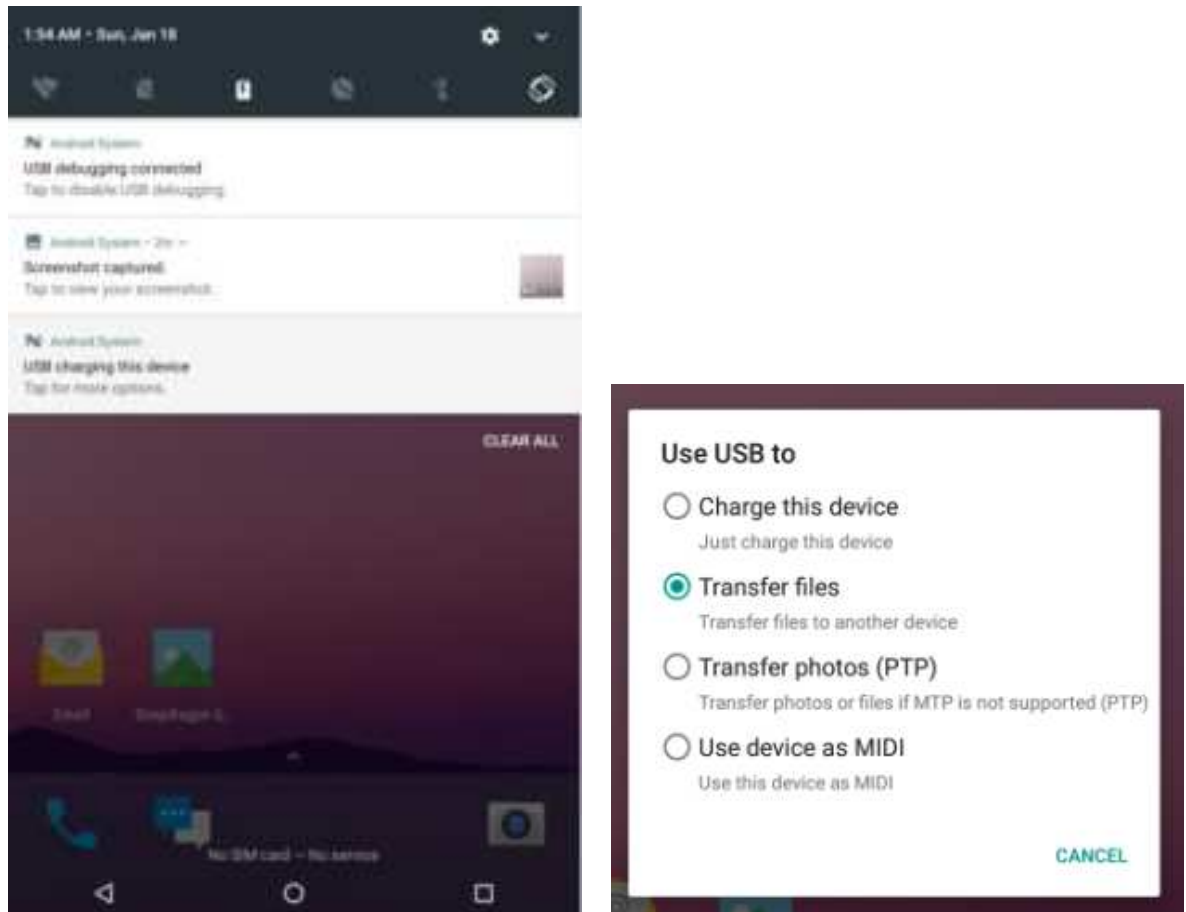 1:54 AM • Sun, Jan 18
Android System
USB debugging connected
Tap to disable USB debugging.
Android System • 2m
Screenshot captured.
Tap to view your screenshot.
Android System
USB charging this device
Tap for more options.
CLEAR ALL
Email
Snapdragon G..
No SIM card – No service
Use USB to
Charge this device
Just charge this device
Transfer files
Transfer files to another device
Transfer photos (PTP)
Transfer photos or files if MTP is not supported (PTP)
Use device as MIDI
Use this device as MIDI
CANCEL